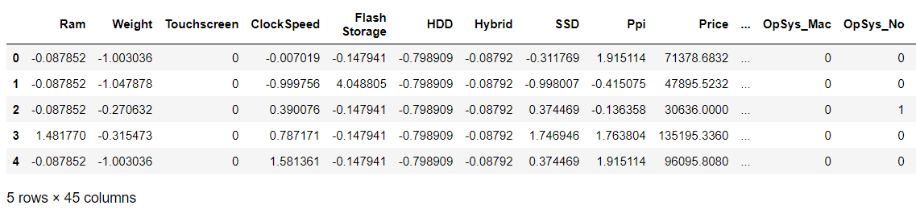 Ram Weight Touchscreen ClockSpeed Flash Storage HDD Hybrid SSD Ppi Price ... OpSys_Mac OpSys_No
0 -0.087852 -1.003036 0 -0.007019 -0.147941 -0.798909 -0.08792 -0.311769 1.915114 71378.6832 ... 0 0
1 -0.087852 -1.047878 0 -0.999756 4.048805 -0.798909 -0.08792 -0.998007 -0.415075 47895.5232 ... 0 0
2 -0.087852 -0.270632 0 0.390076 -0.147941 -0.798909 -0.08792 0.374469 -0.136358 30636.0000 ... 0 1
3 1.481770 -0.315473 0 0.787171 -0.147941 -0.798909 -0.08792 1.746946 1.763804 135195.3360 ... 0 0
4 -0.087852 -1.003036 0 1.581361 -0.147941 -0.798909 -0.08792 0.374469 1.915114 96095.8080 ... 0 0
5 rows × 45 columns